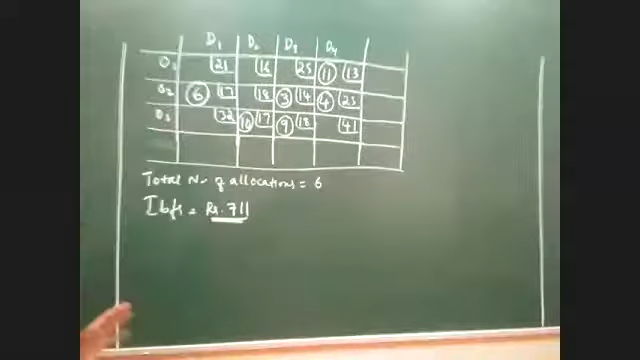 D1 D2 D3 D4
O1 21 16 25 11 13
O2 6 17 18 3 14 4 23
O3 32 10 17 9 18 41
Total No. of allocations = 6
Ibfs = Rs. 711